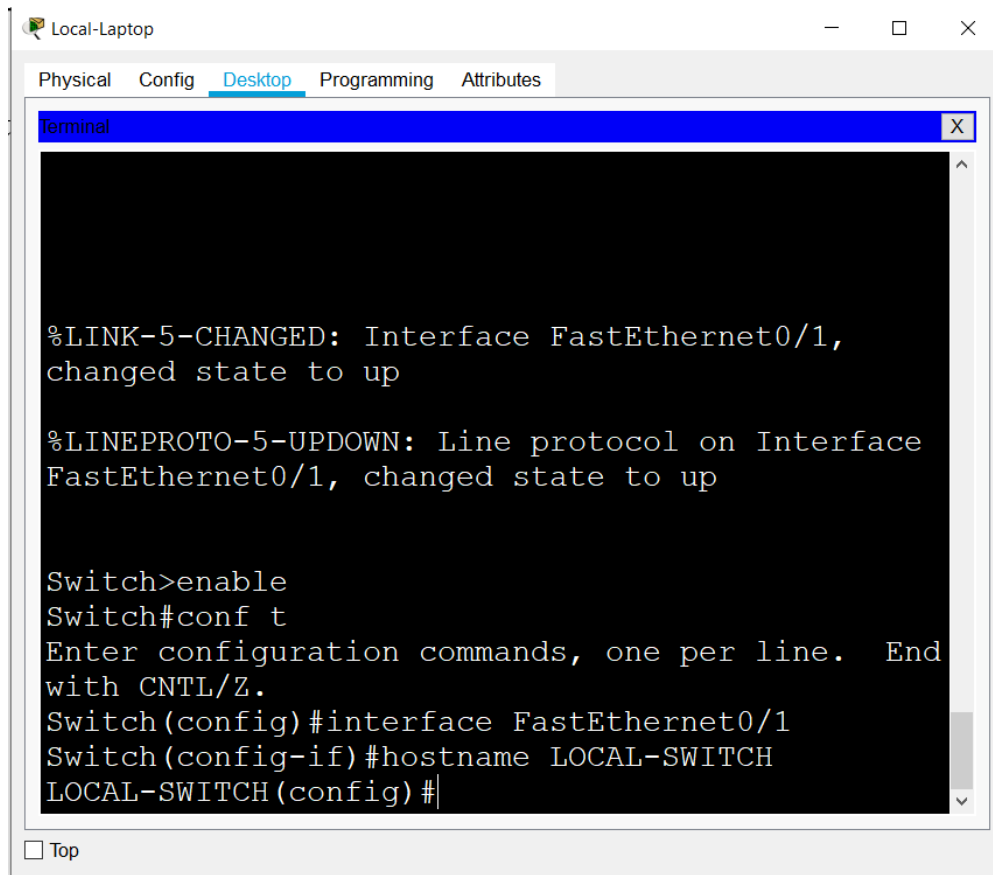 Local-Laptop
Physical Config Desktop Programming Attributes
Terminal X
%LINK-5-CHANGED: Interface FastEthernet0/1,
changed state to up
%LINEPROTO-5-UPDOWN: Line protocol on Interface
FastEthernet0/1, changed state to up
Switch>enable
Switch#conf t
Enter configuration commands, one per line.  End
with CNTL/Z.
Switch(config)#interface FastEthernet0/1
Switch(config-if)#hostname LOCAL-SWITCH
LOCAL-SWITCH(config)#
Top